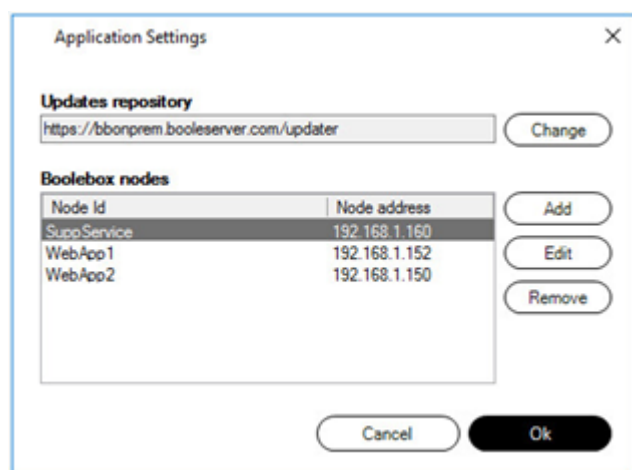 Application Settings
Updates repository
https://bbonprem.booleserver.com/updater
Change
Boolebox nodes
Node Id Node address
SuppService 192.168.1.160
WebApp1 192.168.1.152
WebApp2 192.168.1.150
Add
Edit
Remove
Cancel
Ok